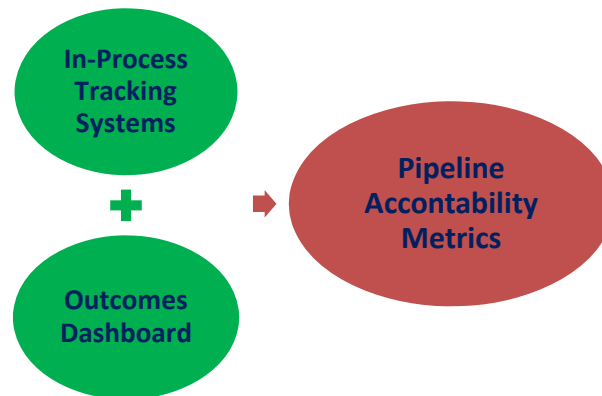 In-Process
Tracking
Systems
Outcomes
Dashboard
Pipeline
Accontability
Metrics